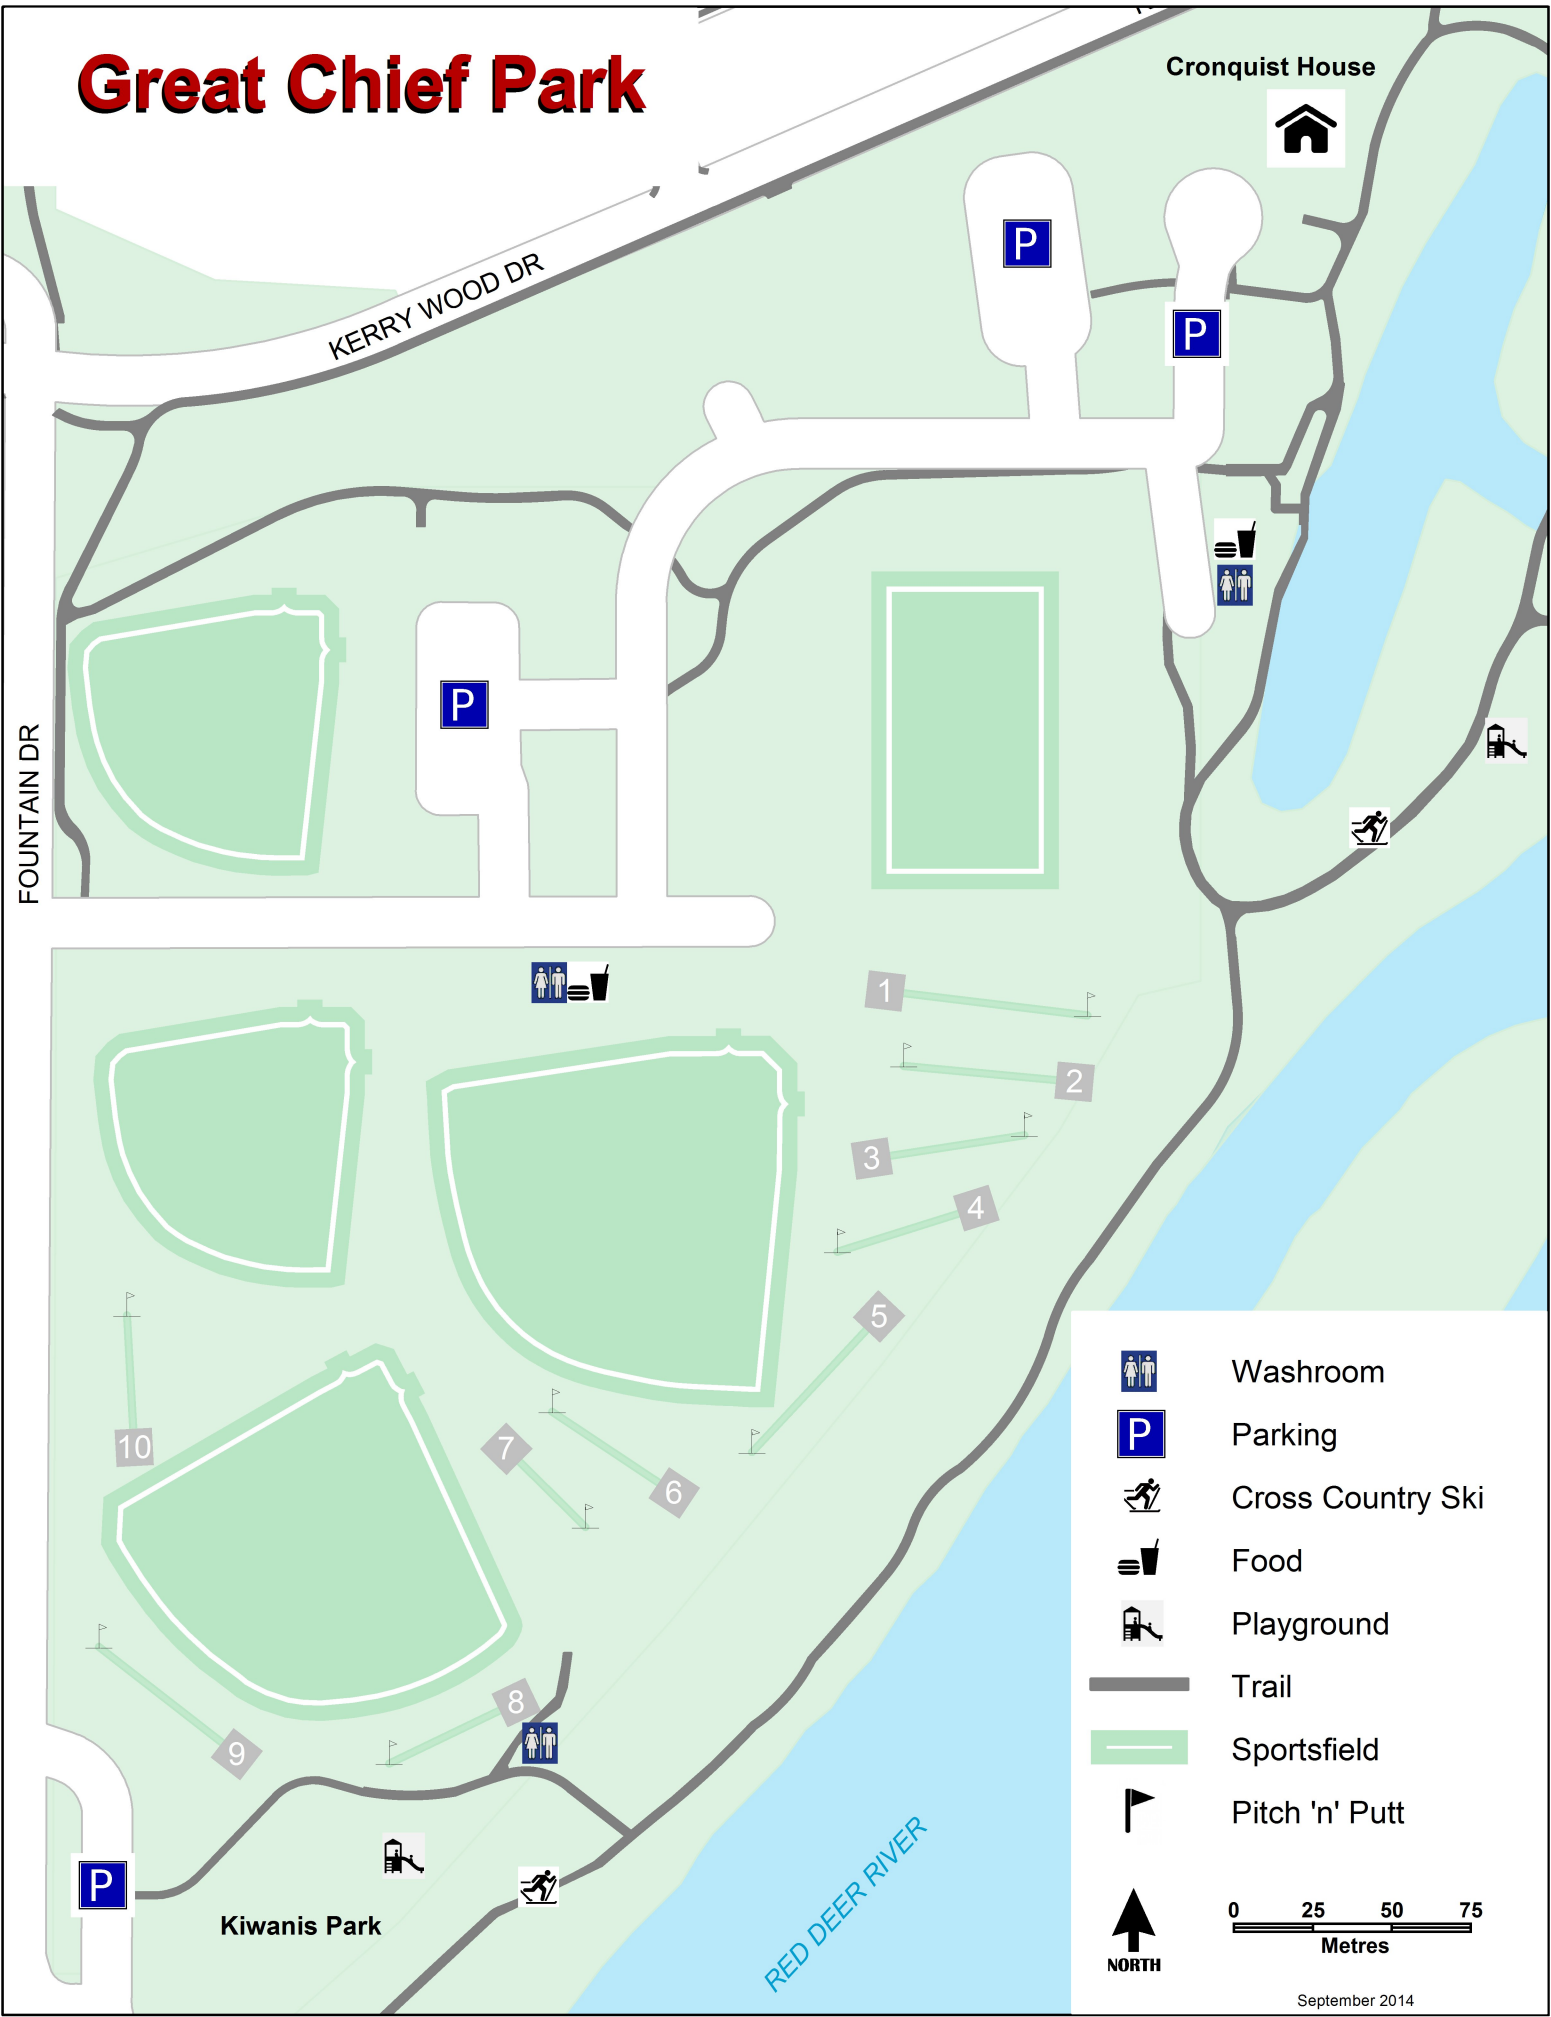 Great Chief Park
Cronquist House
P
KERRY WOOD DR
P
P
FOUNTAIN DR
1
2
3
4
5
10
7
6
8
9
P
Kiwanis Park
RED DEER RIVER
Washroom
P Parking
Cross Country Ski
Food
Playground
Trail
Sportsfield
Pitch 'n' Putt
0 25 50 75
Metres
NORTH
September 2014